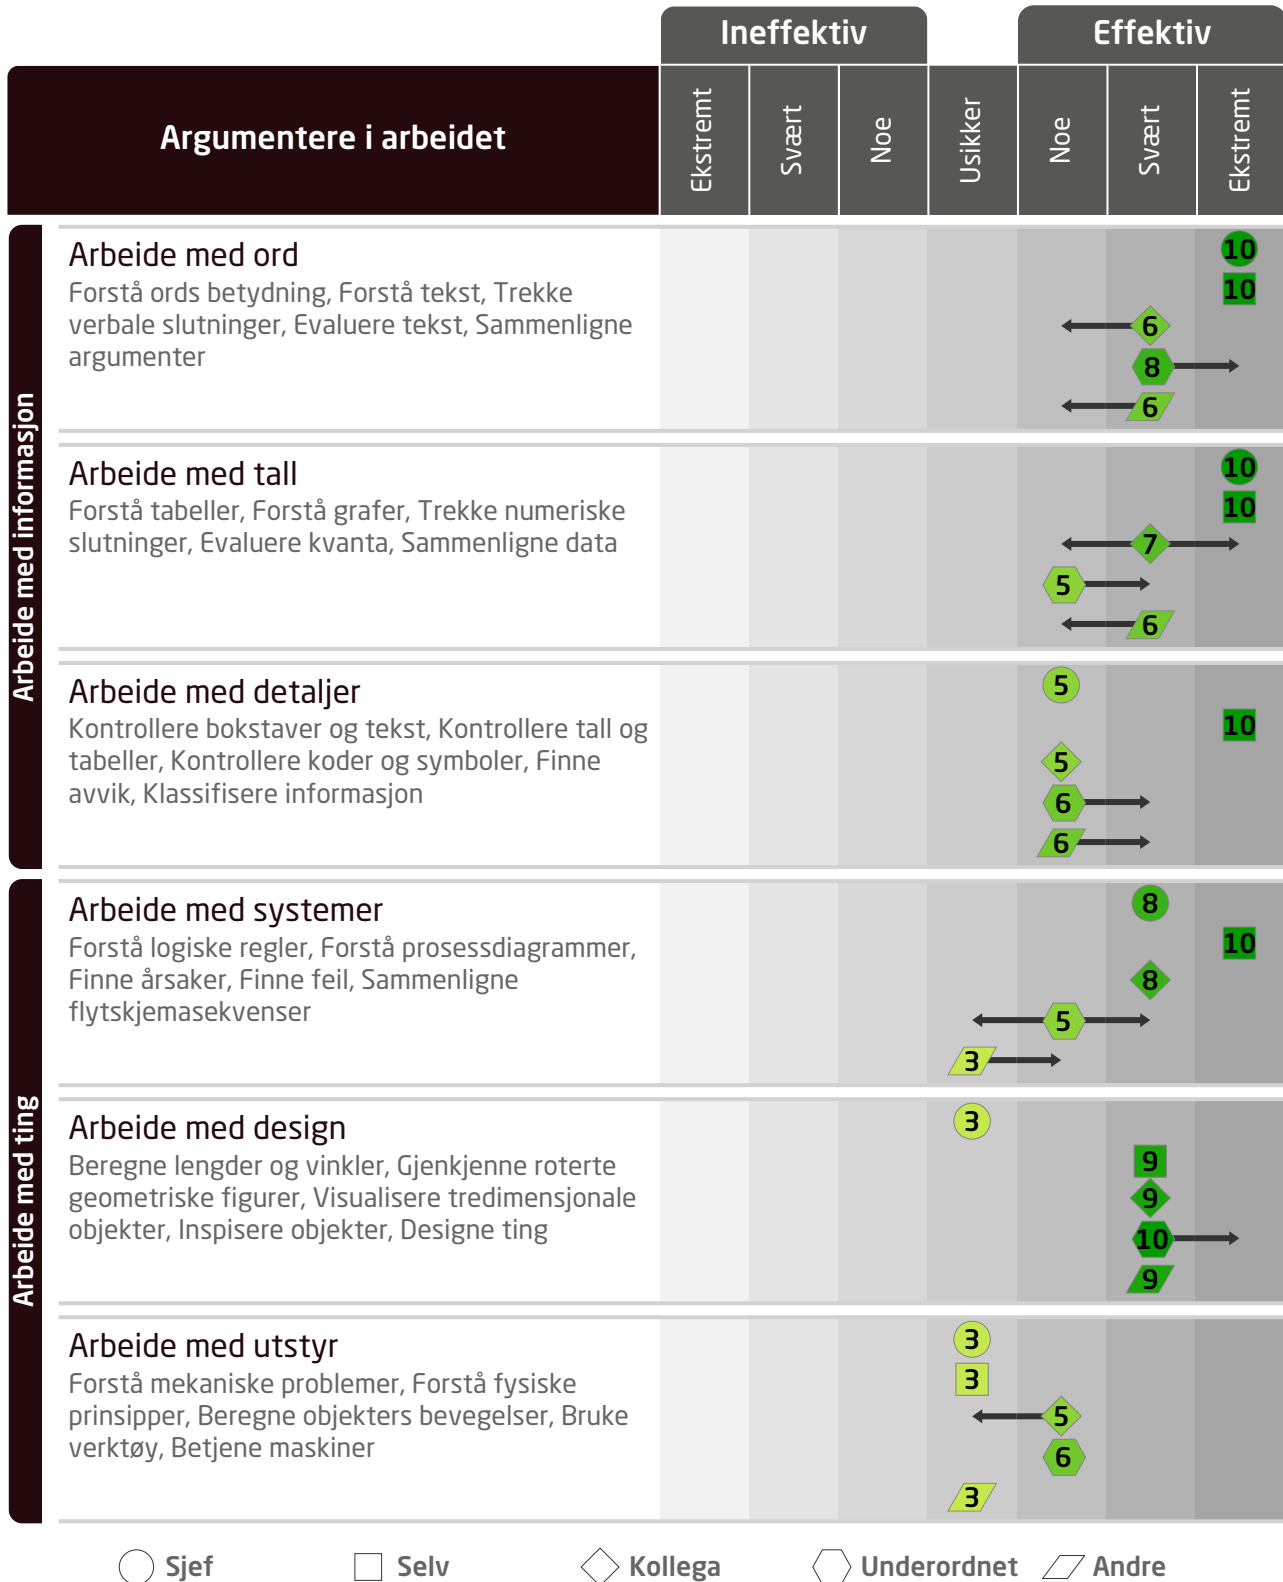 Ineffektiv
Effektiv
Argumentere i arbeidet
Ekstremt
Svært
Noe
Usikker
Noe
Svært
Ekstremt
Arbeide med informasjon
Arbeide med ord
Forstå ords betydning, Forstå tekst, Trekke
verbale slutninger, Evaluere tekst, Sammenligne
argumenter
10
10
6
8
6
Arbeide med tall
Forstå tabeller, Forstå grafer, Trekke numeriske
slutninger, Evaluere kvanta, Sammenligne data
10
10
7
5
6
Arbeide med detaljer
Kontrollere bokstaver og tekst, Kontrollere tall og
tabeller, Kontrollere koder og symboler, Finne
avvik, Klassifisere informasjon
5
10
5
6
6
Arbeide med ting
Arbeide med systemer
Forstå logiske regler, Forstå prosessdiagrammer,
Finne årsaker, Finne feil, Sammenligne
flytskjemasekvenser
8
10
8
5
3
Arbeide med design
Beregne lengder og vinkler, Gjenkjenne roterte
geometriske figurer, Visualisere tredimensjonale
objekter, Inspisere objekter, Designe ting
3
9
9
10
9
Arbeide med utstyr
Forstå mekaniske problemer, Forstå fysiske
prinsipper, Beregne objekters bevegelser, Bruke
verktøy, Betjene maskiner
3
3
5
6
3
Sjef
Selv
Kollega
Underordnet
Andre